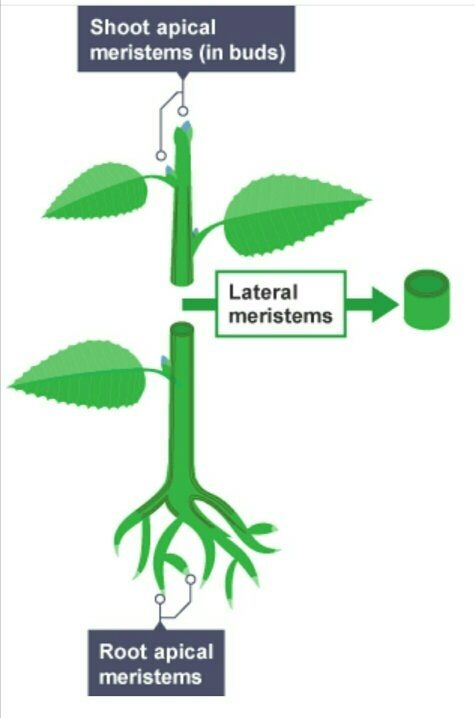 Shoot apical
meristems (in buds)
Lateral
meristems
Root apical
meristems